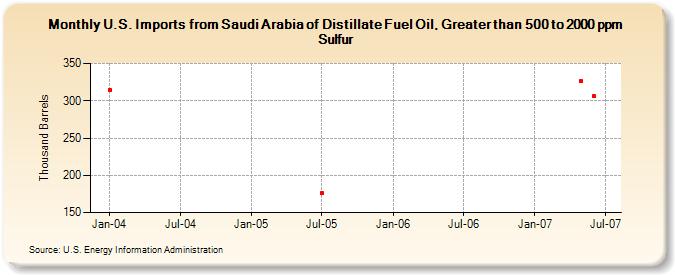 Monthly U.S. Imports from Saudi Arabia of Distillate Fuel Oil, Greater than 500 to 2000 ppm
Sulfur
Thousand Barrels
350
300
250
200
150
Jan-04 Jul-04 Jan-05 Jul-05 Jan-06 Jul-06 Jan-07 Jul-07
Source: U.S. Energy Information Administration